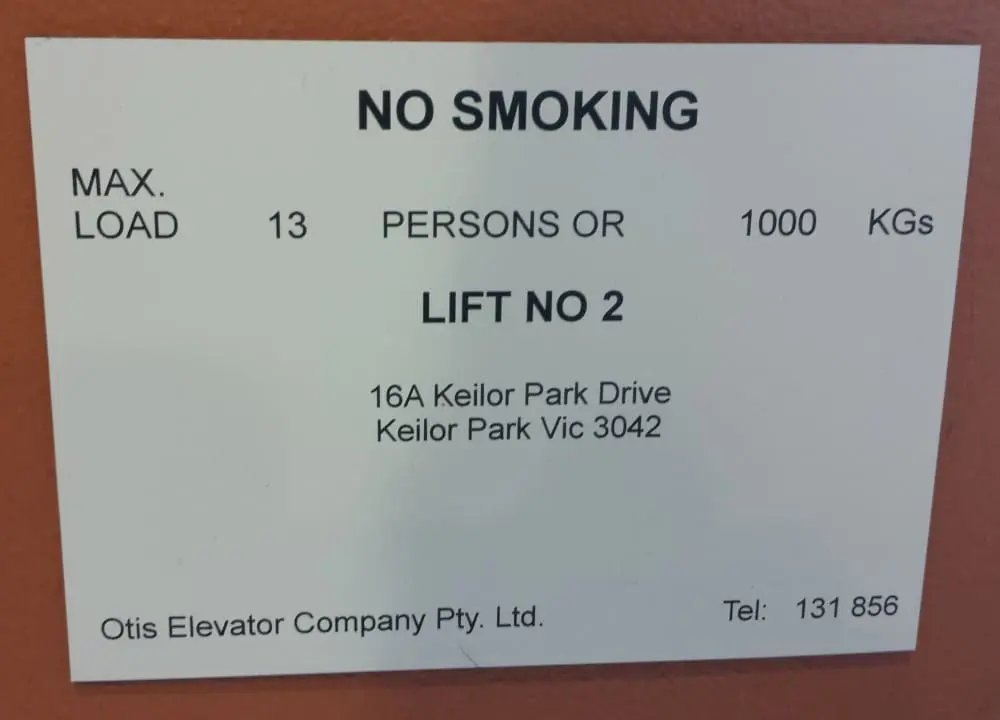 NO SMOKING
MAX.
LOAD 13 PERSONS OR 1000 KGs
LIFT NO 2
16A Keilor Park Drive
Keilor Park Vic 3042
Otis Elevator Company Pty. Ltd. Tel: 131 856